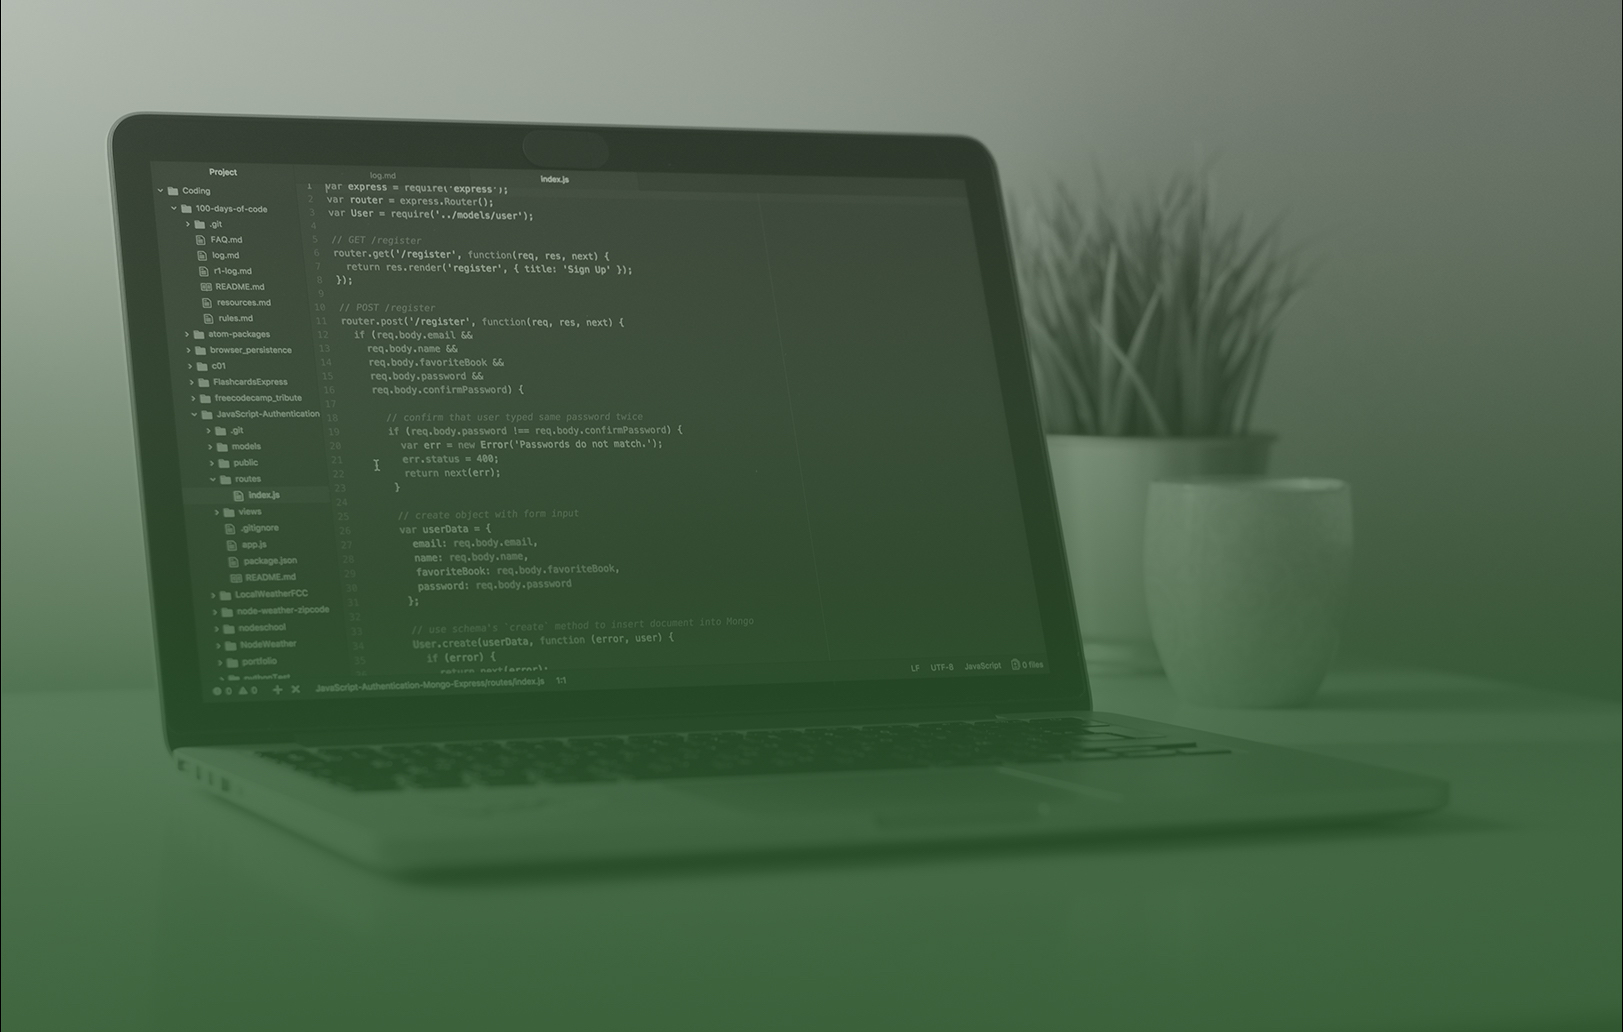 Project
Coding
100-days-of-code
.git
FAQ.md
log.md
r1-log.md
README.md
resources.md
rules.md
atom-packages
browser_persistence
c01
FlashcardsExpress
freecodecamp_tribute
JavaScript-Authentication
.git
models
public
routes
index.js
views
.gitignore
app.js
package.json
README.md
LocalWeatherFCC
node-weather-zipcode
nodeschool
NodeWeather
portfolio
pythonTest
log.md
index.js
1 var express = require('express');
2 var router = express.Router();
3 var User = require('../models/user');
4
5 // GET /register
6 router.get('/register', function(req, res, next) {
7 return res.render('register', { title: 'Sign Up' });
8 });
9
10 // POST /register
11 router.post('/register', function(req, res, next) {
12 if (req.body.email &&
13 req.body.name &&
14 req.body.favoriteBook &&
15 req.body.password &&
16 req.body.confirmPassword) {
17
18 // confirm that user typed same password twice
19 if (req.body.password !== req.body.confirmPassword) {
20 var err = new Error('Passwords do not match.');
21 err.status = 400;
22 return next(err);
23 }
24
25 // create object with form input
26 var userData = {
27 email: req.body.email,
28 name: req.body.name,
29 favoriteBook: req.body.favoriteBook,
30 password: req.body.password
31 };
32
33 // use schema's `create` method to insert document into Mongo
34 User.create(userData, function (error, user) {
35 if (error) {
36 return next(error);
0 0 JavaScript-Authentication-Mongo-Express/routes/index.js 1:1
LF UTF-8 JavaScript 0 files